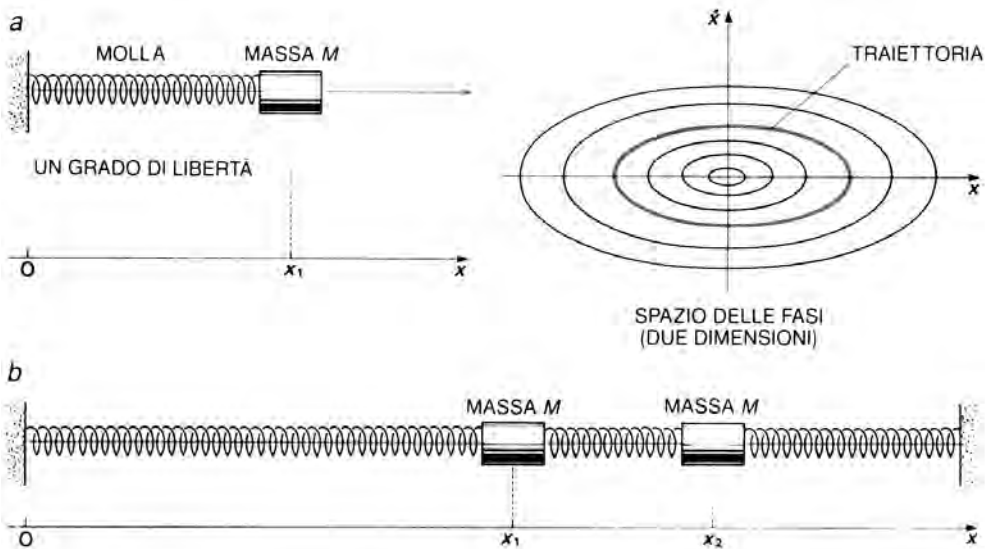 a
MOLLA
MASSA M
UN GRADO DI LIBERTÀ
O
x₁
x
ẋ
TRAIETTORIA
x
SPAZIO DELLE FASI
(DUE DIMENSIONI)
b
MASSA M
MASSA M
O
x₁
x₂
x